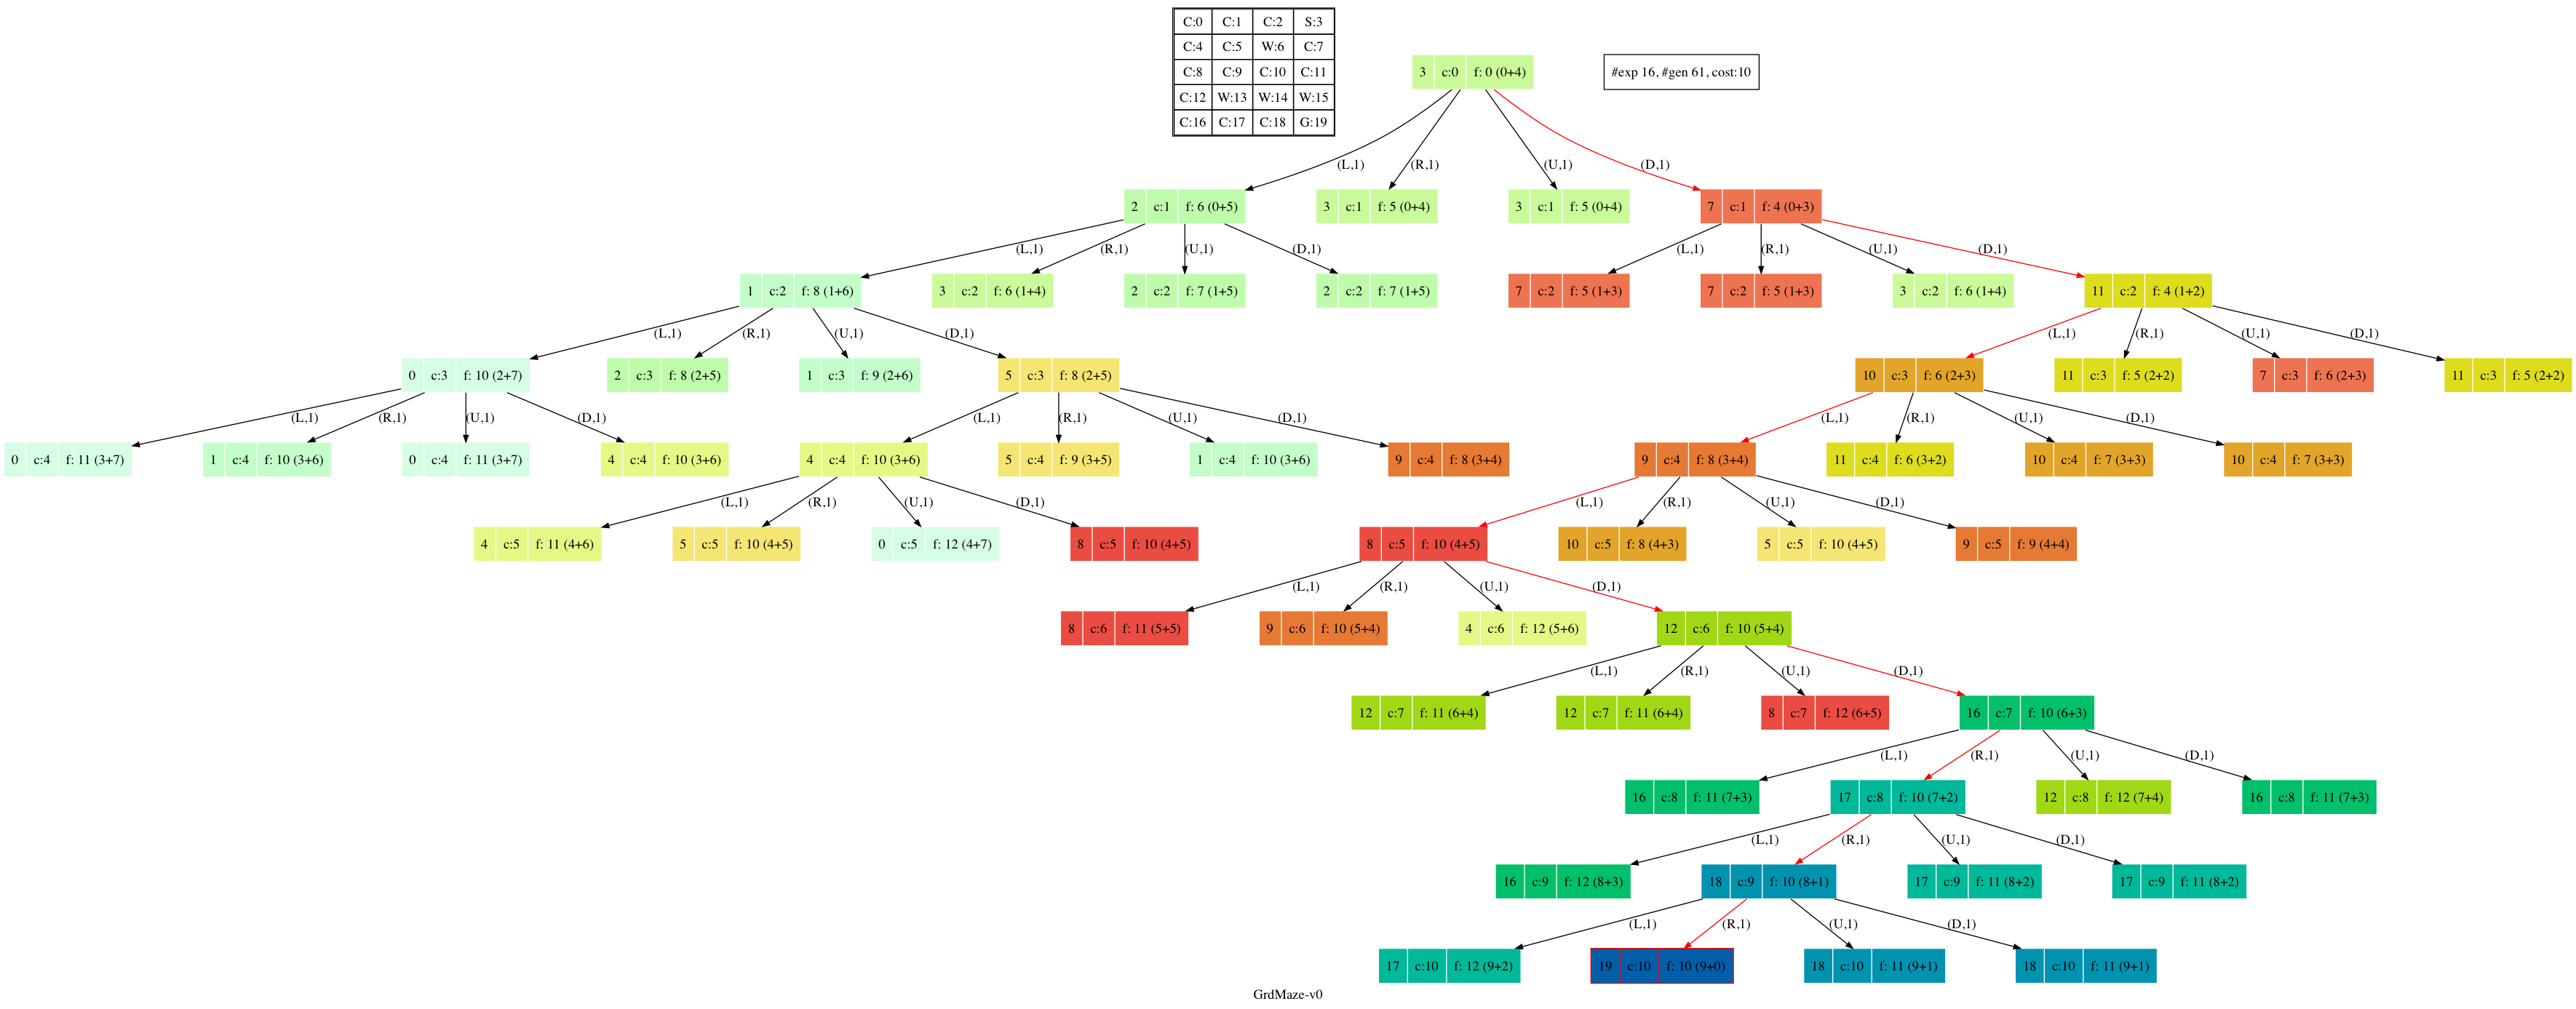 C:0 C:1 C:2 S:3
C:4 C:5 W:6 C:7
C:8 C:9 C:10 C:11
C:12 W:13 W:14 W:15
C:16 C:17 C:18 G:19
3 c:0 f: 0 (0+4)
#exp 16, #gen 61, cost:10
(L,1) (R,1) (U,1) (D,1)
2 c:1 f: 6 (0+5) 3 c:1 f: 5 (0+4) 3 c:1 f: 5 (0+4) 7 c:1 f: 4 (0+3)
(L,1) (R,1) (U,1) (D,1) (L,1) (R,1) (U,1) (D,1)
1 c:2 f: 8 (1+6) 3 c:2 f: 6 (1+4) 2 c:2 f: 7 (1+5) 2 c:2 f: 7 (1+5) 7 c:2 f: 5 (1+3) 7 c:2 f: 5 (1+3) 3 c:2 f: 6 (1+4) 11 c:2 f: 4 (1+2)
(L,1) (R,1) (U,1) (D,1) (L,1) (R,1) (U,1) (D,1)
0 c:3 f: 10 (2+7) 2 c:3 f: 8 (2+5) 1 c:3 f: 9 (2+6) 5 c:3 f: 8 (2+5) 10 c:3 f: 6 (2+3) 11 c:3 f: 5 (2+2) 7 c:3 f: 6 (2+3) 11 c:3 f: 5 (2+2)
(L,1) (R,1) (U,1) (D,1) (L,1) (R,1) (U,1) (D,1) (L,1) (R,1) (U,1) (D,1)
0 c:4 f: 11 (3+7) 1 c:4 f: 10 (3+6) 0 c:4 f: 11 (3+7) 4 c:4 f: 10 (3+6) 4 c:4 f: 10 (3+6) 5 c:4 f: 9 (3+5) 1 c:4 f: 10 (3+6) 9 c:4 f: 8 (3+4) 9 c:4 f: 8 (3+4) 11 c:4 f: 6 (3+2) 10 c:4 f: 7 (3+3) 10 c:4 f: 7 (3+3)
(L,1) (R,1) (U,1) (D,1) (L,1) (R,1) (U,1) (D,1)
4 c:5 f: 11 (4+6) 5 c:5 f: 10 (4+5) 0 c:5 f: 12 (4+7) 8 c:5 f: 10 (4+5) 8 c:5 f: 10 (4+5) 10 c:5 f: 8 (4+3) 5 c:5 f: 10 (4+5) 9 c:5 f: 9 (4+4)
(L,1) (R,1) (U,1) (D,1)
8 c:6 f: 11 (5+5) 9 c:6 f: 10 (5+4) 4 c:6 f: 12 (5+6) 12 c:6 f: 10 (5+4)
(L,1) (R,1) (U,1) (D,1)
12 c:7 f: 11 (6+4) 12 c:7 f: 11 (6+4) 8 c:7 f: 12 (6+5) 16 c:7 f: 10 (6+3)
(L,1) (R,1) (U,1) (D,1)
16 c:8 f: 11 (7+3) 17 c:8 f: 10 (7+2) 12 c:8 f: 12 (7+4) 16 c:8 f: 11 (7+3)
(L,1) (R,1) (U,1) (D,1)
16 c:9 f: 12 (8+3) 18 c:9 f: 10 (8+1) 17 c:9 f: 11 (8+2) 17 c:9 f: 11 (8+2)
(L,1) (R,1) (U,1) (D,1)
17 c:10 f: 12 (9+2) 19 c:10 f: 10 (9+0) 18 c:10 f: 11 (9+1) 18 c:10 f: 11 (9+1)
GrdMaze-v0